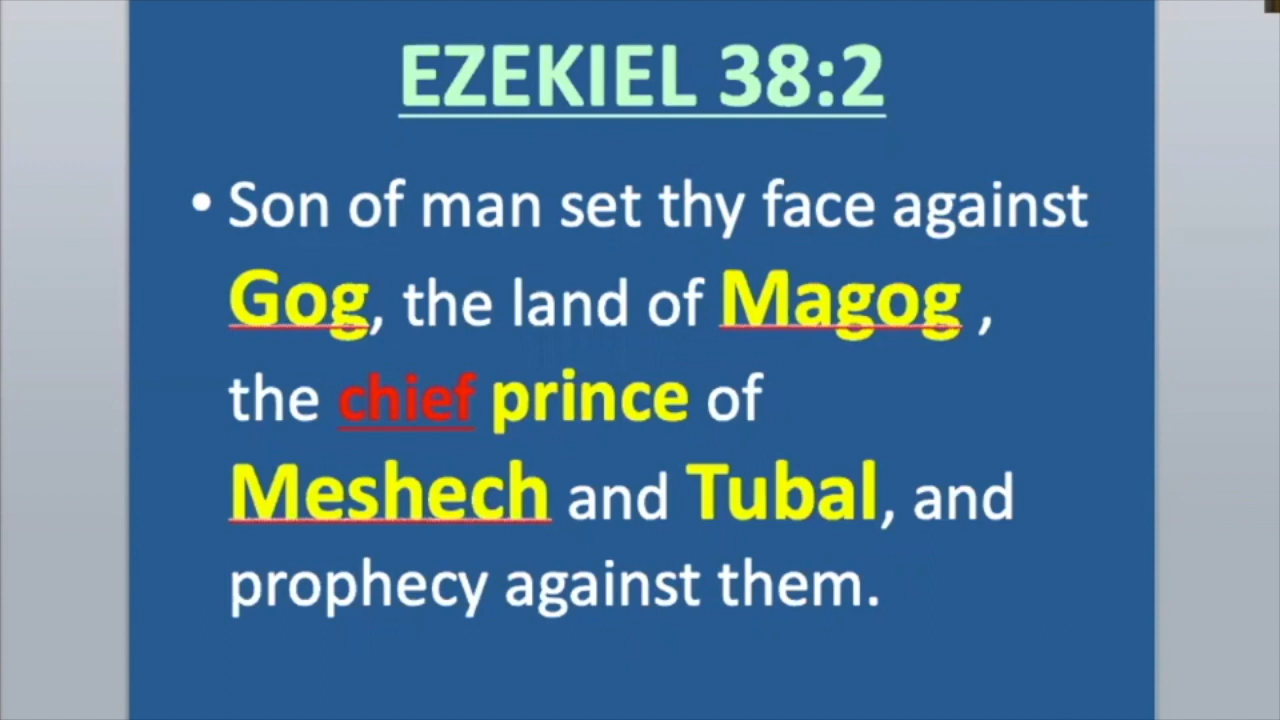 EZEKIEL 38:2
• Son of man set thy face against
Gog, the land of Magog ,
the chief prince of
Meshech and Tubal, and
prophecy against them.